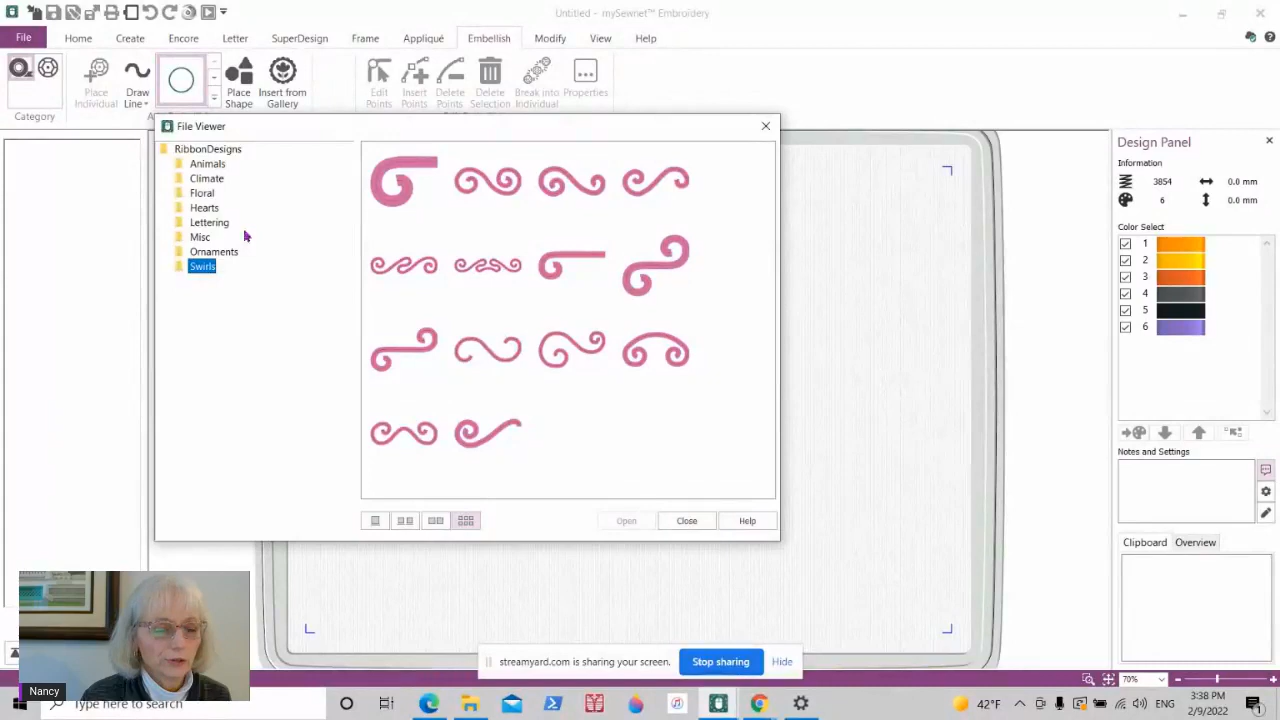 Untitled - mySewnet™ Embroidery
File Home Create Encore Letter SuperDesign Frame Appliqué Embellish Modify View Help
Place Individual
Draw Line
Place Shape
Insert from Gallery
Edit Points
Insert Points
Delete Points
Delete Selection
Break into Individual
Properties
Category
File Viewer
RibbonDesigns
Animals
Climate
Floral
Hearts
Lettering
Misc
Ornaments
Swirls
Open Close Help
Design Panel
Information
3854 0.0 mm
6 0.0 mm
Color Select
1
2
3
4
5
6
Notes and Settings
Clipboard Overview
streamyard.com is sharing your screen. Stop sharing Hide
70%
Nancy
Type here to search
42°F
3:38 PM
2/9/2022
1